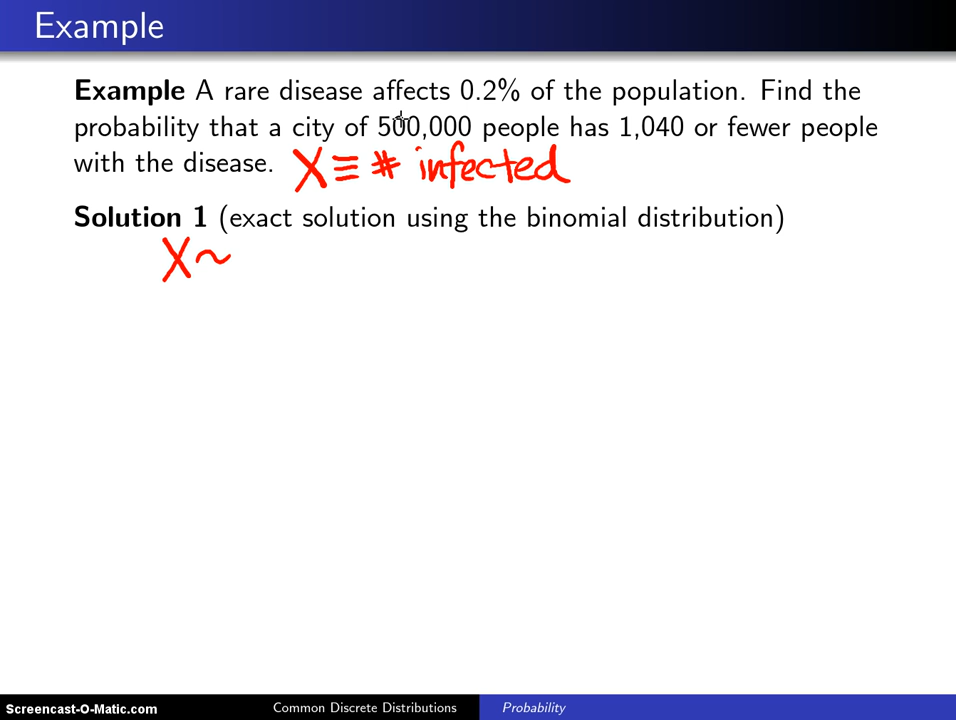 Example
Example A rare disease affects 0.2% of the population. Find the
probability that a city of 500,000 people has 1,040 or fewer people
with the disease. X ≡ # infected
Solution 1 (exact solution using the binomial distribution)
X ~
Screencast-O-Matic.com Common Discrete Distributions Probability